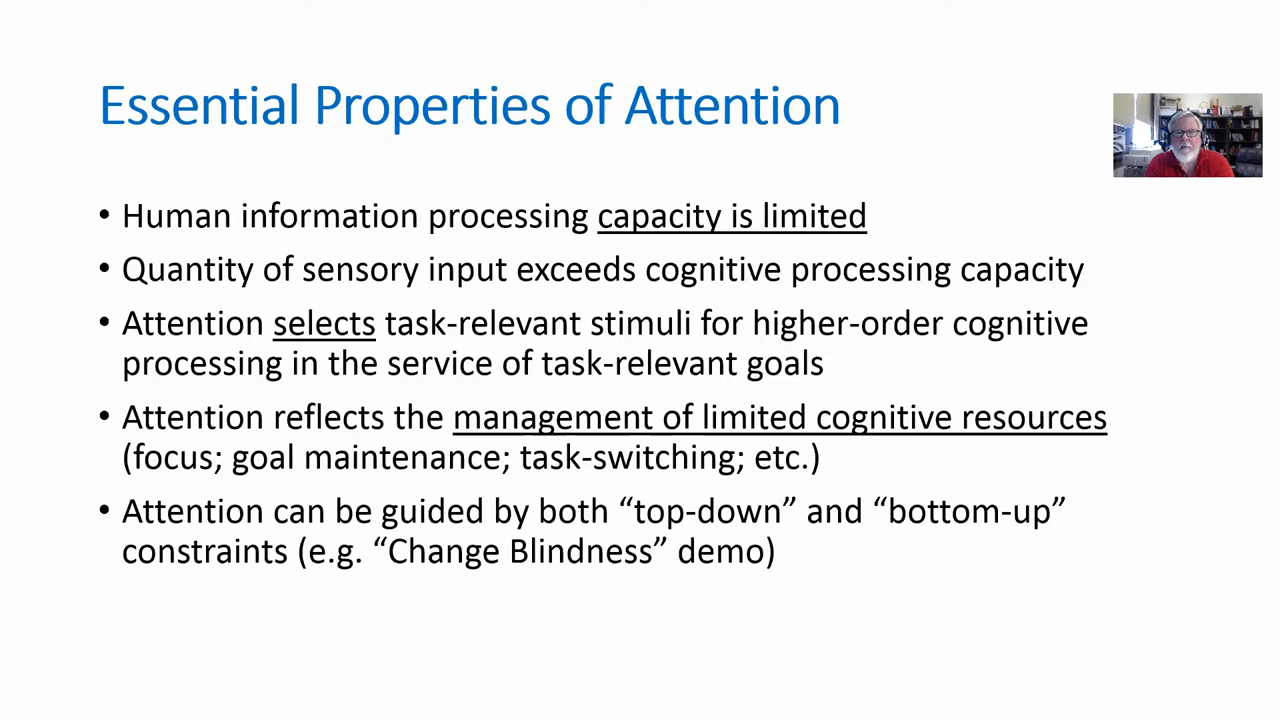 Essential Properties of Attention
• Human information processing capacity is limited
• Quantity of sensory input exceeds cognitive processing capacity
• Attention selects task-relevant stimuli for higher-order cognitive
processing in the service of task-relevant goals
• Attention reflects the management of limited cognitive resources
(focus; goal maintenance; task-switching; etc.)
• Attention can be guided by both “top-down” and “bottom-up”
constraints (e.g. “Change Blindness” demo)